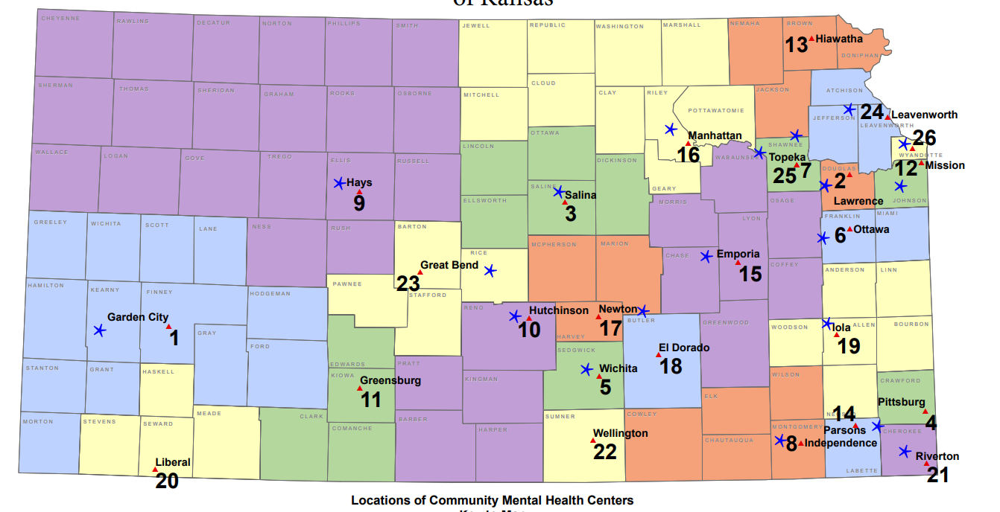 of Kansas
CHEYENNE
RAWLINS
DECATUR
NORTON
PHILLIPS
SMITH
JEWELL
REPUBLIC
WASHINGTON
MARSHALL
NEMAHA
BROWN
13 Hiawatha
DONIPHAN
SHERMAN
THOMAS
SHERIDAN
GRAHAM
ROOKS
OSBORNE
MITCHELL
CLOUD
CLAY
RILEY
POTTAWATOMIE
JACKSON
ATCHISON
JEFFERSON
24 Leavenworth
LEAVENWORTH
26
WYANDOTTE
WALLACE
LOGAN
GOVE
TREGO
ELLIS
RUSSELL
LINCOLN
OTTAWA
DICKINSON
Manhattan
16
WABAUNSEE
SHAWNEE
Topeka
25 7
DOUGLAS
2
Lawrence
12 Mission
JOHNSON
Hays
9
ELLSWORTH
SALINE
Salina
3
GEARY
MORRIS
LYON
OSAGE
FRANKLIN
MIAMI
6 Ottawa
GREELEY
WICHITA
SCOTT
LANE
NESS
RUSH
BARTON
Great Bend
23
RICE
MCPHERSON
MARION
CHASE
Emporia
15
COFFEY
ANDERSON
LINN
HAMILTON
KEARNY
FINNEY
HODGEMAN
PAWNEE
STAFFORD
Garden City
1
GRAY
FORD
EDWARDS
RENO
Hutchinson
10
Newton
17
HARVEY
BUTLER
El Dorado
18
GREENWOOD
WOODSON
Iola
ALLEN
19
BOURBON
STANTON
GRANT
HASKELL
KIOWA
Greensburg
11
PRATT
KINGMAN
SEDGWICK
Wichita
5
ELK
WILSON
14
CRAWFORD
Pittsburg
4
MORTON
STEVENS
SEWARD
MEADE
CLARK
COMANCHE
BARBER
HARPER
SUMNER
Wellington
22
COWLEY
CHAUTAUQUA
MONTGOMERY
8 Independence
Parsons
LABETTE
CHEROKEE
Riverton
21
Liberal
20
Locations of Community Mental Health Centers